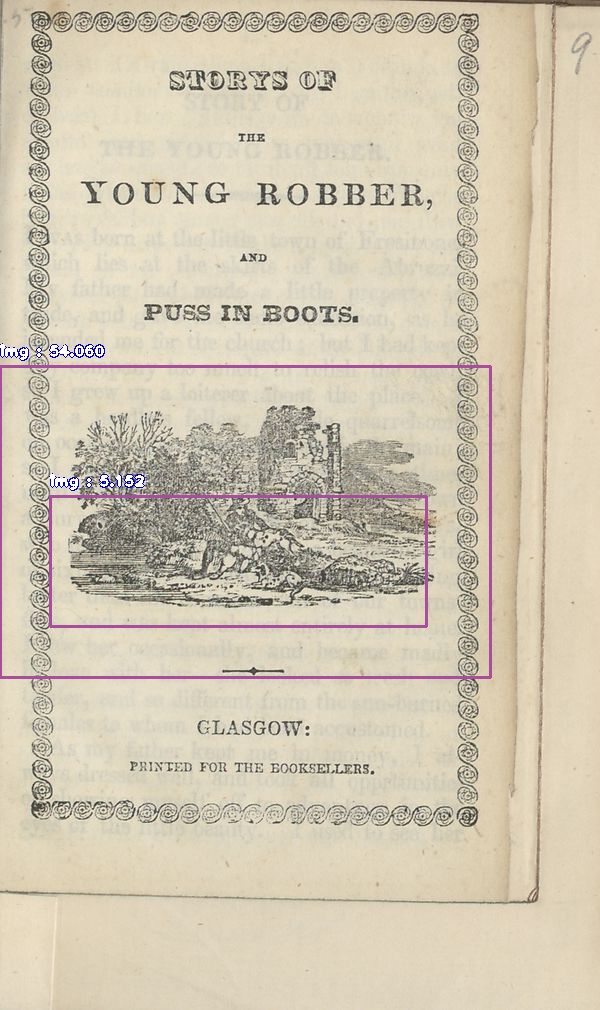 9
STORYS OF
THE
YOUNG ROBBER,
AND
PUSS IN BOOTS.
img : 54.060
img : 5.152
GLASGOW:
PRINTED FOR THE BOOKSELLERS.